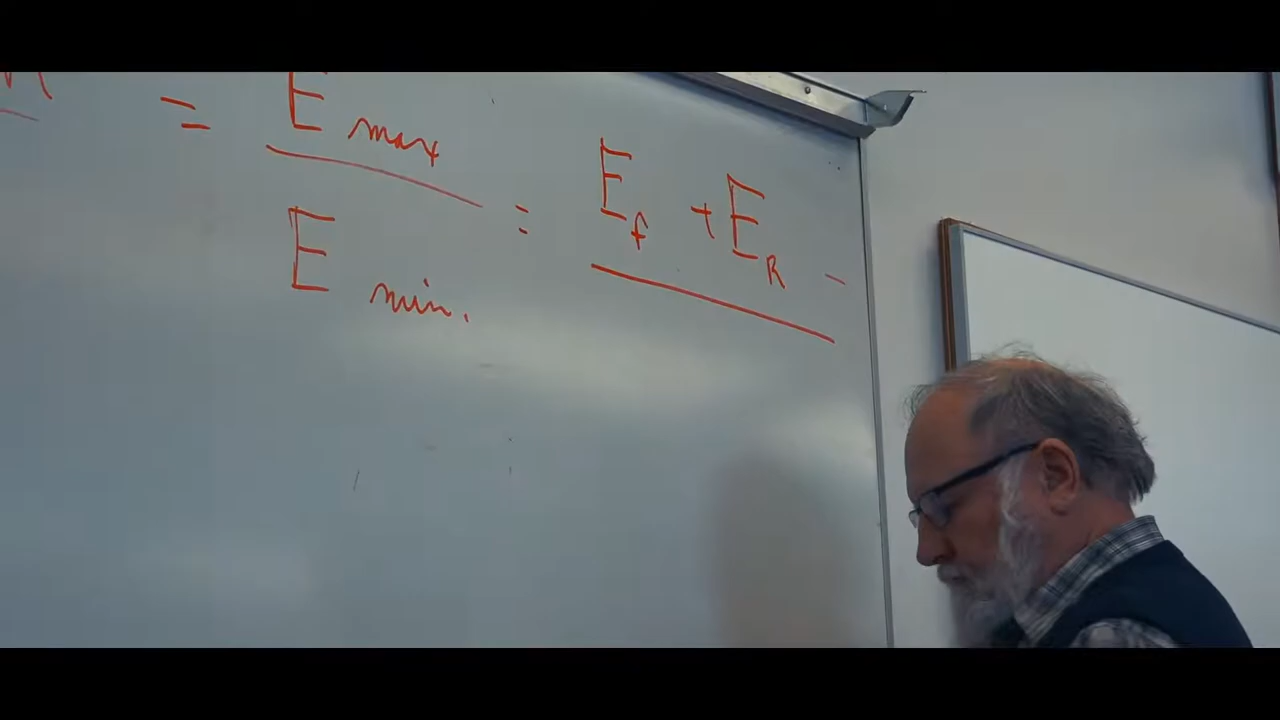 = E max = E f + E R -
E min.